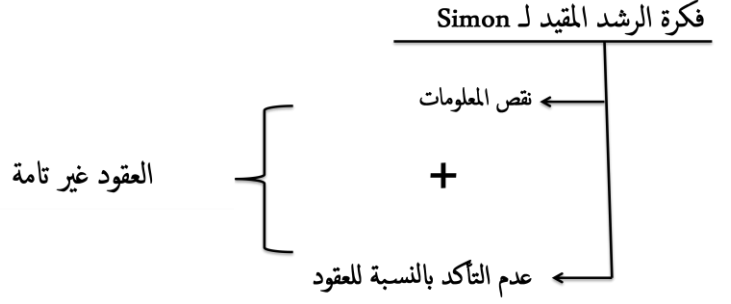 فكرة الرشد المقيد لـ Simon
نقص المعلومات
+
العقود غير تامة
عدم التأكد بالنسبة للعقود